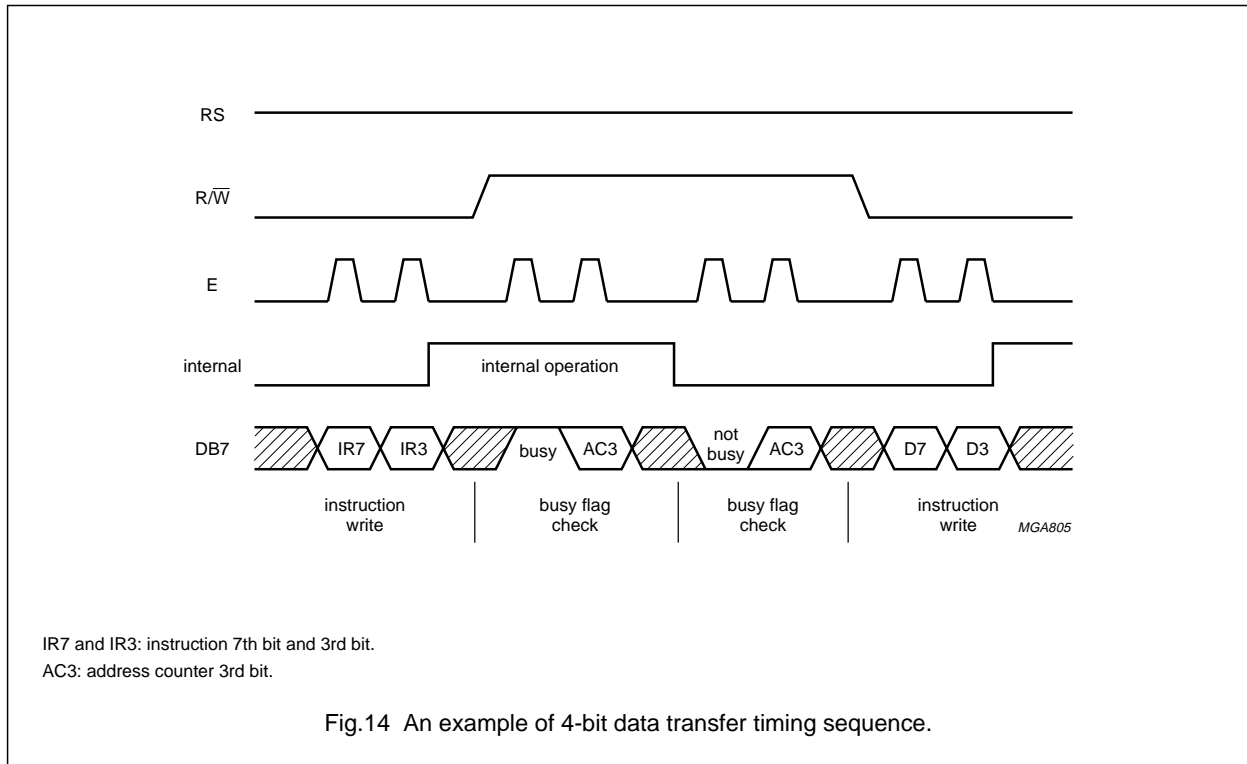 RS
R/W̅
E
internal
internal operation
DB7
IR7 IR3 busy AC3 not busy AC3 D7 D3
instruction write
busy flag check
busy flag check
instruction write
MGA805
IR7 and IR3: instruction 7th bit and 3rd bit.
AC3: address counter 3rd bit.
Fig.14 An example of 4-bit data transfer timing sequence.